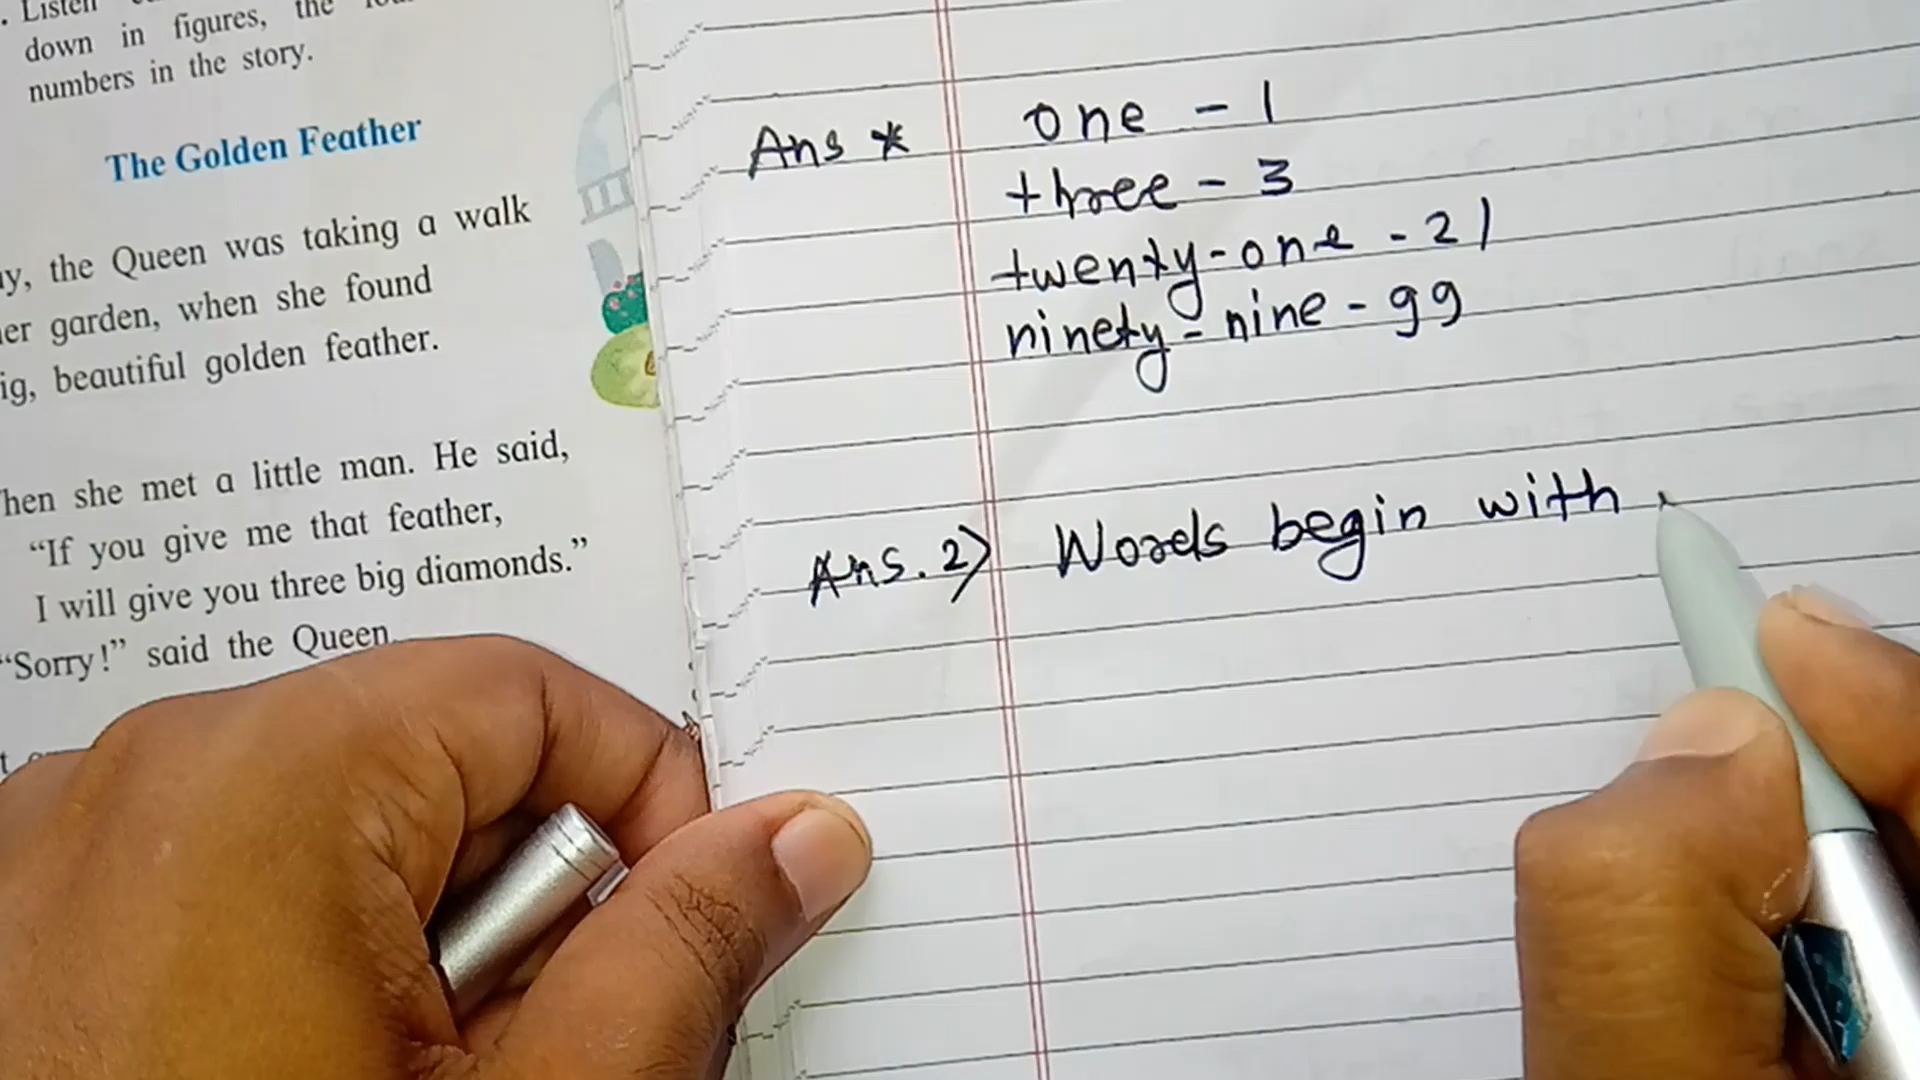 . Listen
down in figures, the
numbers in the story.
The Golden Feather
the Queen was taking a walk
garden, when she found
beautiful golden feather.
she met a little man. He said,
“If you give me that feather,
I will give you three big diamonds.”
“Sorry!” said the Queen.
Ans * one - 1
three - 3
twenty-one - 21
ninety-nine - 99
Ans. 2) Words begin with